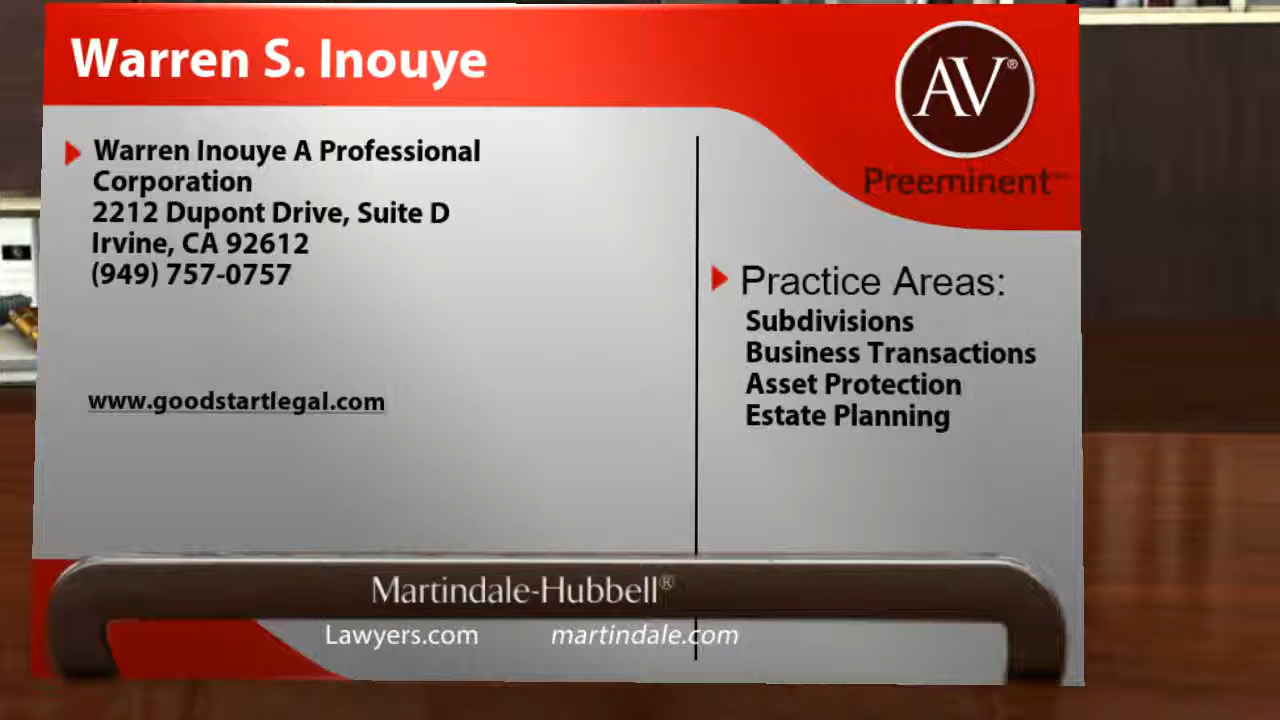 Warren S. Inouye
AV®
Preeminent℠
Warren Inouye A Professional
Corporation
2212 Dupont Drive, Suite D
Irvine, CA 92612
(949) 757-0757
www.goodstartlegal.com
Practice Areas:
Subdivisions
Business Transactions
Asset Protection
Estate Planning
Martindale-Hubbell®
Lawyers.com martindale.com